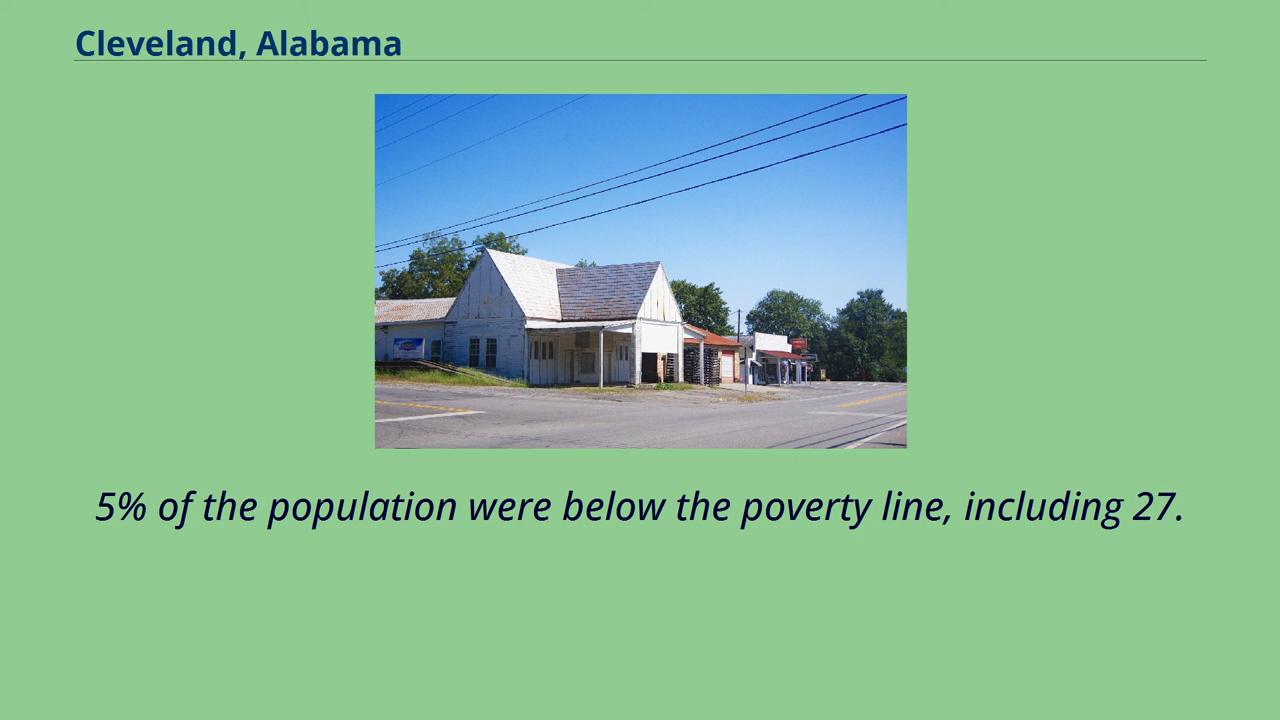 Cleveland, Alabama
5% of the population were below the poverty line, including 27.